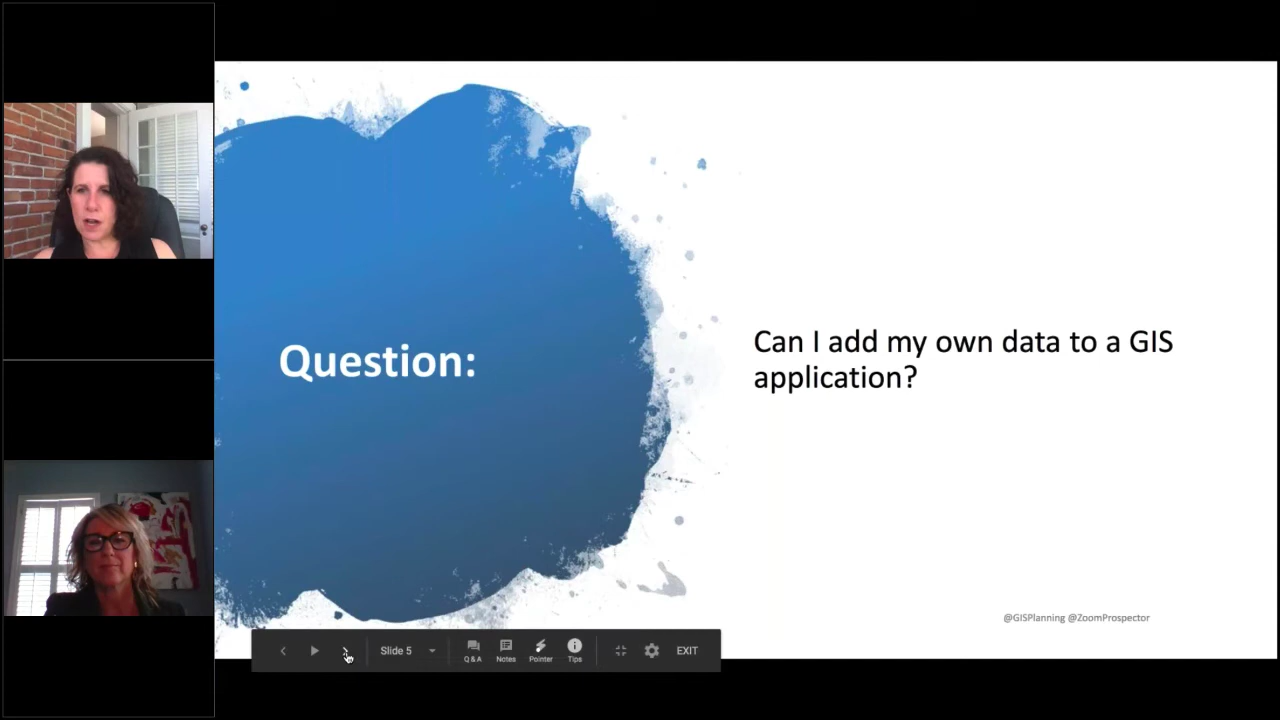 Question:
Can I add my own data to a GIS
application?
@GISPlanning @ZoomProspector
Slide 5
Q & A
Notes
Pointer
Tips
EXIT